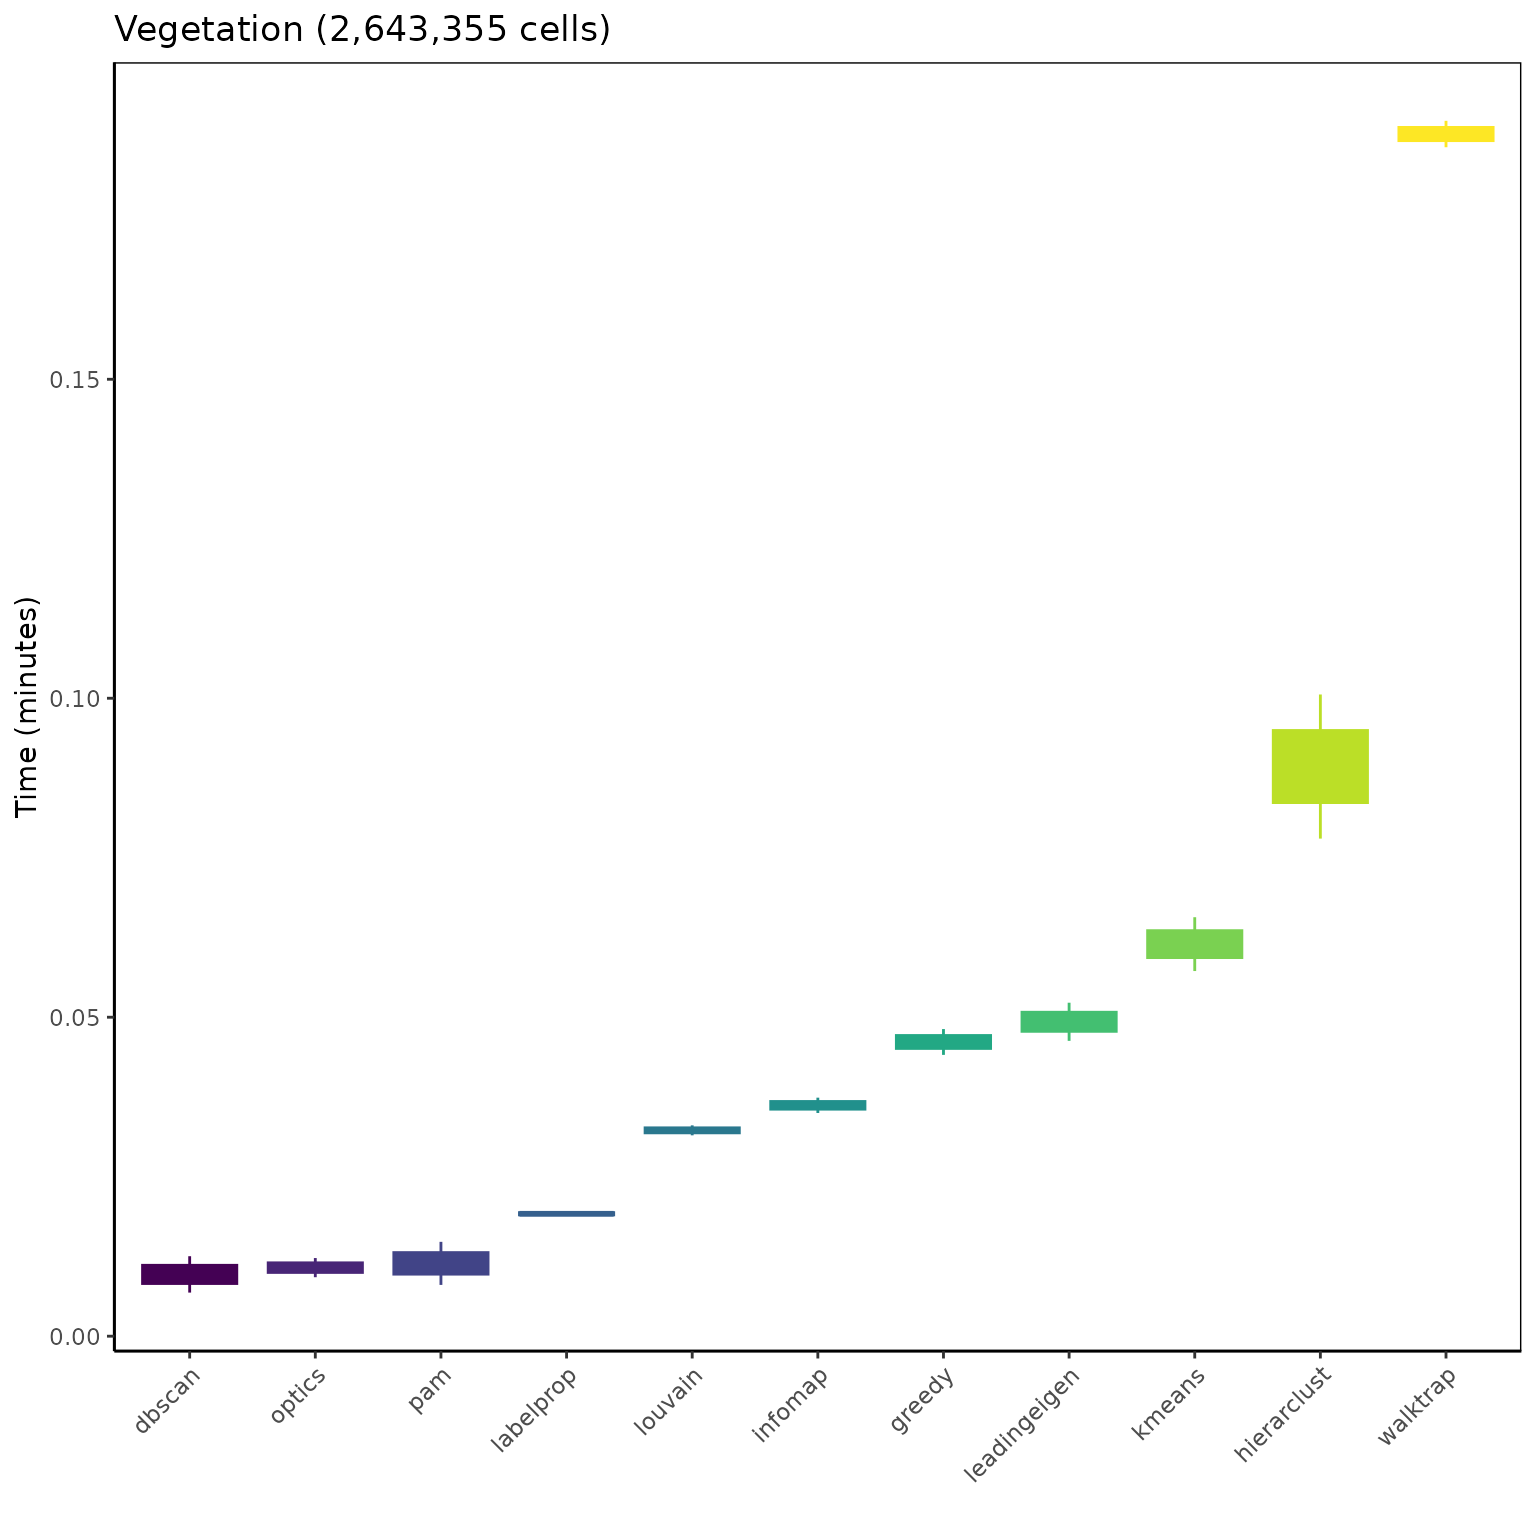 Vegetation (2,643,355 cells)
Time (minutes)
0.15
0.10
0.05
0.00
dbscan
optics
pam
labelprop
louvain
infomap
greedy
leadingeigen
kmeans
hierarclust
walktrap